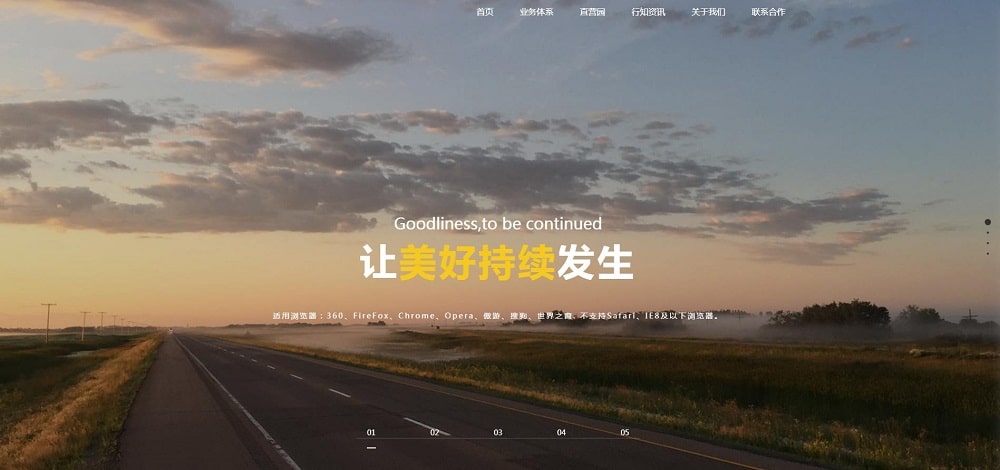 首页 业务体系 直营园 行知资讯 关于我们 联系合作
Goodliness,to be continued
让美好持续发生
适用浏览器：360、FireFox、Chrome、Opera、傲游、搜狗、世界之窗. 不支持Safari、IE8及以下浏览器。
01 02 03 04 05